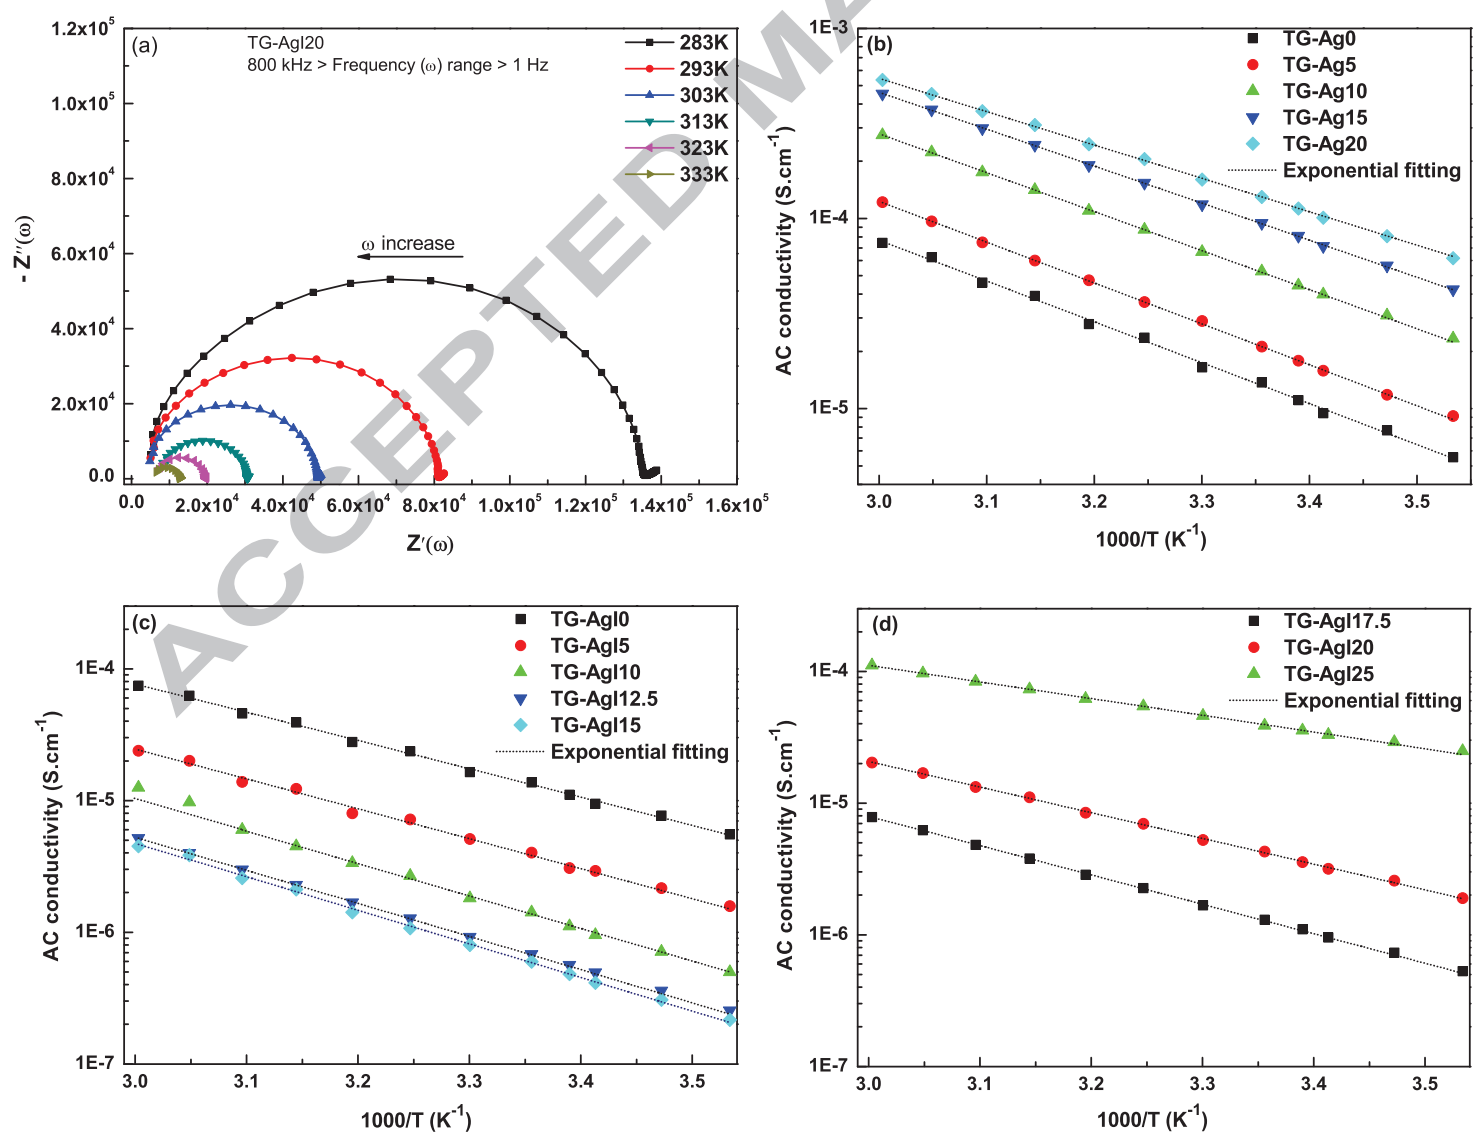 ACCEPTED MA
(a)
TG-AgI20
800 kHz > Frequency (ω) range > 1 Hz
283K
293K
303K
313K
323K
333K
ω increase
- Z''(ω)
1.2x10⁵
1.0x10⁵
8.0x10⁴
6.0x10⁴
4.0x10⁴
2.0x10⁴
0.0
0.0 2.0x10⁴ 4.0x10⁴ 6.0x10⁴ 8.0x10⁴ 1.0x10⁵ 1.2x10⁵ 1.4x10⁵ 1.6x10⁵
Z'(ω)
(b)
TG-Ag0
TG-Ag5
TG-Ag10
TG-Ag15
TG-Ag20
Exponential fitting
AC conductivity (S.cm⁻¹)
1E-3
1E-4
1E-5
3.0 3.1 3.2 3.3 3.4 3.5
1000/T (K⁻¹)
(c)
TG-AgI0
TG-AgI5
TG-AgI10
TG-AgI12.5
TG-AgI15
Exponential fitting
AC conductivity (S.cm⁻¹)
1E-4
1E-5
1E-6
1E-7
3.0 3.1 3.2 3.3 3.4 3.5
1000/T (K⁻¹)
(d)
TG-AgI17.5
TG-AgI20
TG-AgI25
Exponential fitting
AC conductivity (S.cm⁻¹)
1E-4
1E-5
1E-6
1E-7
3.0 3.1 3.2 3.3 3.4 3.5
1000/T (K⁻¹)